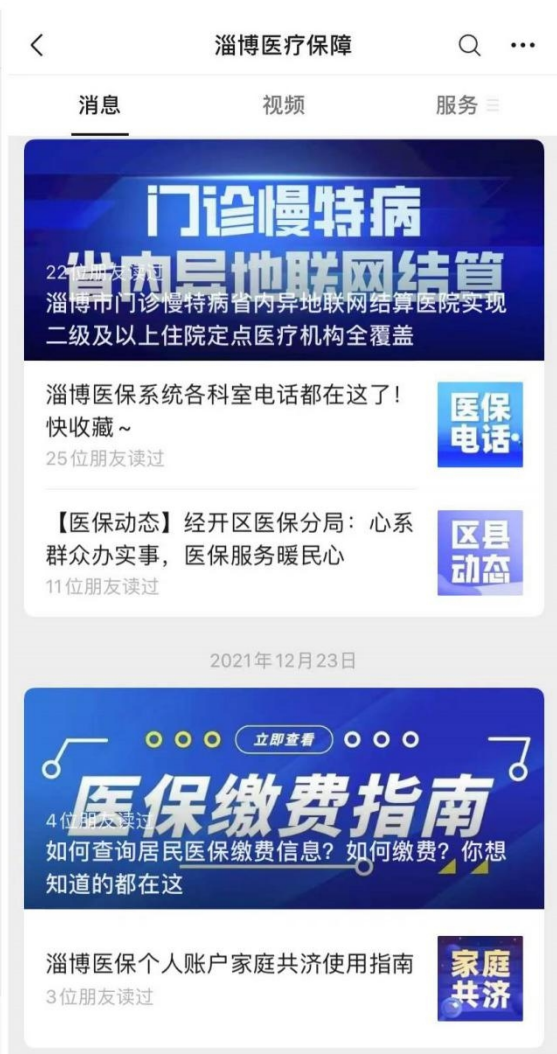 淄博医疗保障
消息
视频
服务
门诊慢特病
省内异地联网结算
22位朋友读过
淄博市门诊慢特病省内异地联网结算医院实现
二级及以上住院定点医疗机构全覆盖
淄博医保系统各科室电话都在这了！
快收藏~
25位朋友读过
医保
电话
【医保动态】经开区医保分局：心系
群众办实事，医保服务暖民心
11位朋友读过
区县
动态
2021年12月23日
立即查看
医保缴费指南
4位朋友读过
如何查询居民医保缴费信息？如何缴费？你想
知道的都在这
淄博医保个人账户家庭共济使用指南
3位朋友读过
家庭
共济